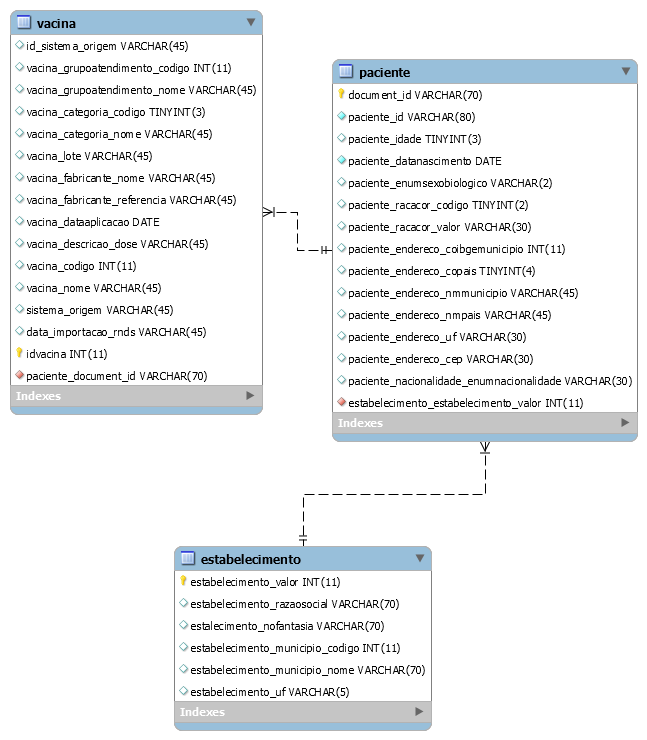 vacina
id_sistema_origem VARCHAR(45)
vacina_grupoatendimento_codigo INT(11)
vacina_grupoatendimento_nome VARCHAR(45)
vacina_categoria_codigo TINYINT(3)
vacina_categoria_nome VARCHAR(45)
vacina_lote VARCHAR(45)
vacina_fabricante_nome VARCHAR(45)
vacina_fabricante_referencia VARCHAR(45)
vacina_dataaplicacao DATE
vacina_descricao_dose VARCHAR(45)
vacina_codigo INT(11)
vacina_nome VARCHAR(45)
sistema_origem VARCHAR(45)
data_importacao_rnds VARCHAR(45)
idvacina INT(11)
paciente_document_id VARCHAR(70)
Indexes
paciente
document_id VARCHAR(70)
paciente_id VARCHAR(80)
paciente_idade TINYINT(3)
paciente_datanascimento DATE
paciente_enumsexobiologico VARCHAR(2)
paciente_racacor_codigo TINYINT(2)
paciente_racacor_valor VARCHAR(30)
paciente_endereco_coibgemunicipio INT(11)
paciente_endereco_copais TINYINT(4)
paciente_endereco_nmmunicipio VARCHAR(45)
paciente_endereco_nmpais VARCHAR(45)
paciente_endereco_uf VARCHAR(30)
paciente_endereco_cep VARCHAR(30)
paciente_nacionalidade_enumnacionalidade VARCHAR(30)
estabelecimento_estabelecimento_valor INT(11)
Indexes
estabelecimento
estabelecimento_valor INT(11)
estabelecimento_razaosocial VARCHAR(70)
estalecimento_nofantasia VARCHAR(70)
estabelecimento_municipio_codigo INT(11)
estabelecimento_municipio_nome VARCHAR(70)
estabelecimento_uf VARCHAR(5)
Indexes